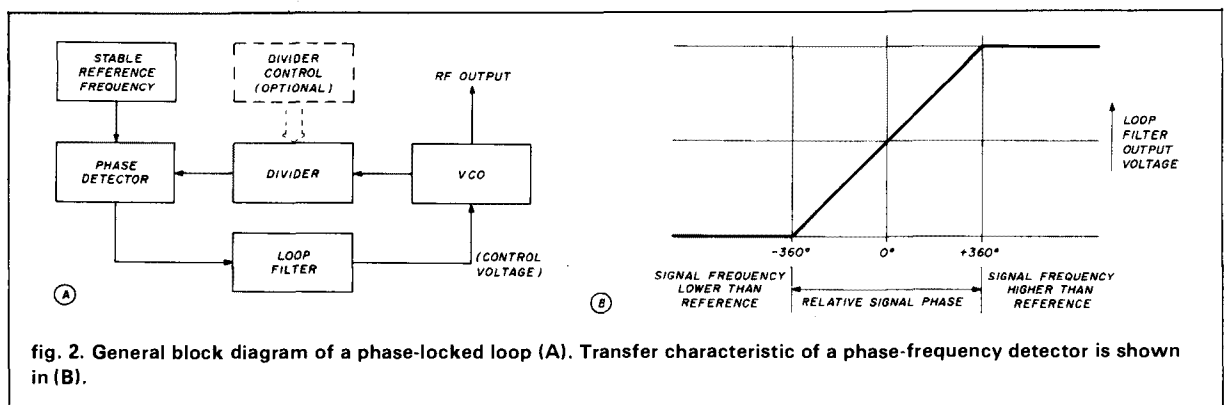 STABLE
REFERENCE
FREQUENCY
DIVIDER
CONTROL
(OPTIONAL)
RF OUTPUT
PHASE
DETECTOR
DIVIDER
VCO
LOOP
FILTER
(CONTROL
VOLTAGE)
A
LOOP
FILTER
OUTPUT
VOLTAGE
-360°
0°
+360°
SIGNAL FREQUENCY
LOWER THAN
REFERENCE
RELATIVE SIGNAL PHASE
SIGNAL FREQUENCY
HIGHER THAN
REFERENCE
B
fig. 2. General block diagram of a phase-locked loop (A). Transfer characteristic of a phase-frequency detector is shown
in (B).